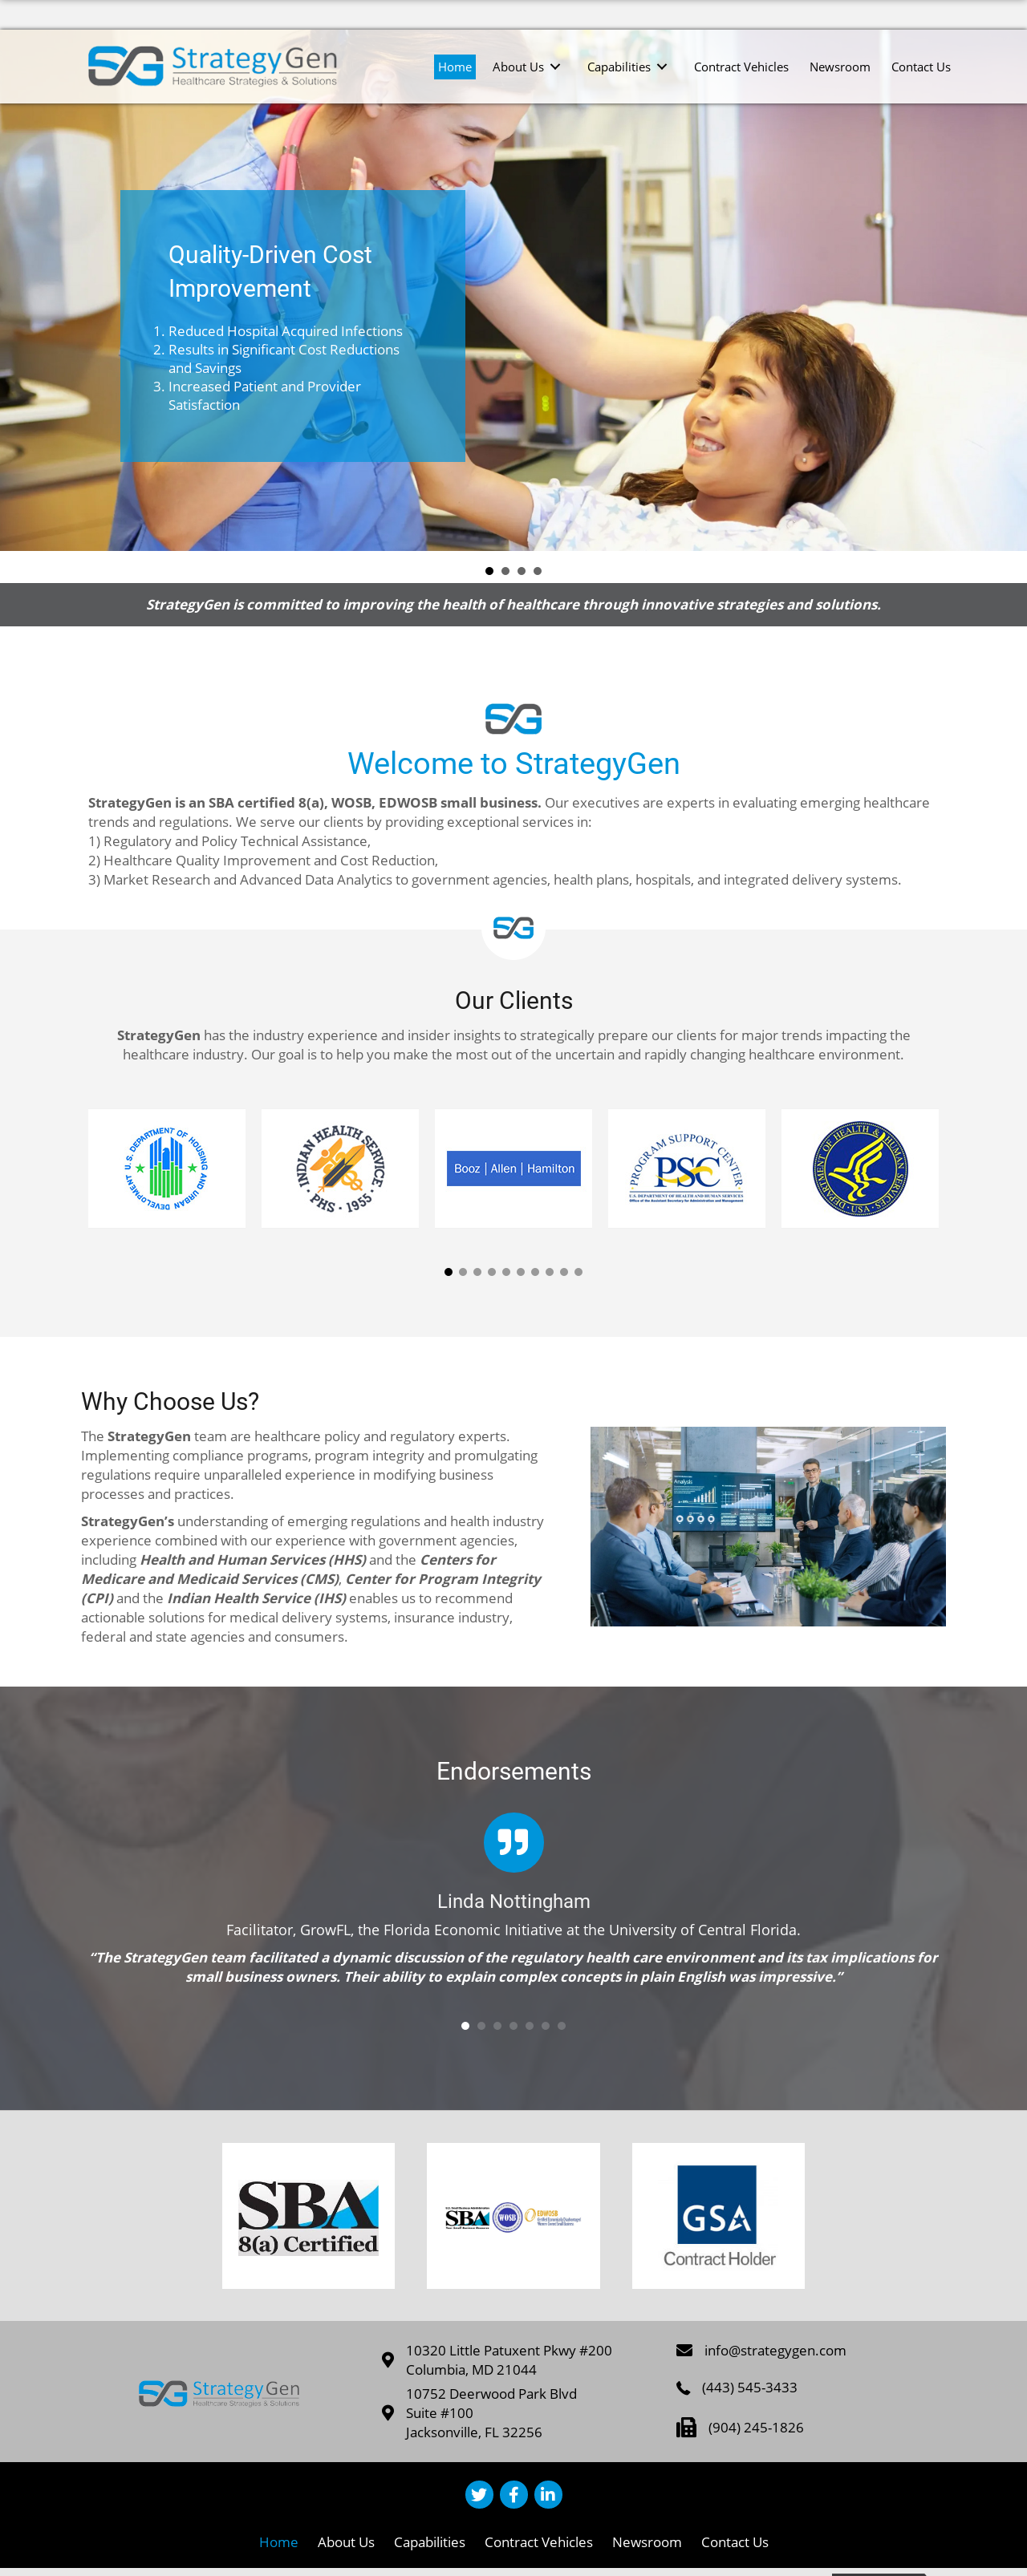 StrategyGen
Healthcare Strategies & Solutions
Home
About Us
Capabilities
Contract Vehicles
Newsroom
Contact Us
Quality-Driven Cost
Improvement
1. Reduced Hospital Acquired Infections
2. Results in Significant Cost Reductions
and Savings
3. Increased Patient and Provider
Satisfaction
StrategyGen is committed to improving the health of healthcare through innovative strategies and solutions.
SG
Welcome to StrategyGen
StrategyGen is an SBA certified 8(a), WOSB, EDWOSB small business. Our executives are experts in evaluating emerging healthcare
trends and regulations. We serve our clients by providing exceptional services in:
1) Regulatory and Policy Technical Assistance,
2) Healthcare Quality Improvement and Cost Reduction,
3) Market Research and Advanced Data Analytics to government agencies, health plans, hospitals, and integrated delivery systems.
SG
Our Clients
StrategyGen has the industry experience and insider insights to strategically prepare our clients for major trends impacting the
healthcare industry. Our goal is to help you make the most out of the uncertain and rapidly changing healthcare environment.
U.S. DEPARTMENT OF HOUSING AND URBAN DEVELOPMENT
INDIAN HEALTH SERVICE
PHS • 1955
Booz | Allen | Hamilton
PROGRAM SUPPORT CENTER
PSC
U.S. DEPARTMENT OF HEALTH AND HUMAN SERVICES
Office of the Assistant Secretary for Administration and Management
DEPARTMENT OF HEALTH & HUMAN SERVICES • USA
Why Choose Us?
The StrategyGen team are healthcare policy and regulatory experts.
Implementing compliance programs, program integrity and promulgating
regulations require unparalleled experience in modifying business
processes and practices.
StrategyGen’s understanding of emerging regulations and health industry
experience combined with our experience with government agencies,
including Health and Human Services (HHS) and the Centers for
Medicare and Medicaid Services (CMS), Center for Program Integrity
(CPI) and the Indian Health Service (IHS) enables us to recommend
actionable solutions for medical delivery systems, insurance industry,
federal and state agencies and consumers.
Analysis
Endorsements
Linda Nottingham
Facilitator, GrowFL, the Florida Economic Initiative at the University of Central Florida.
“The StrategyGen team facilitated a dynamic discussion of the regulatory health care environment and its tax implications for
small business owners. Their ability to explain complex concepts in plain English was impressive.”
SBA
8(a) Certified
SBA
WOSB
EDWOSB
GSA
Contract Holder
StrategyGen
Healthcare Strategies & Solutions
10320 Little Patuxent Pkwy #200
Columbia, MD 21044
10752 Deerwood Park Blvd
Suite #100
Jacksonville, FL 32256
info@strategygen.com
(443) 545-3433
(904) 245-1826
Home
About Us
Capabilities
Contract Vehicles
Newsroom
Contact Us